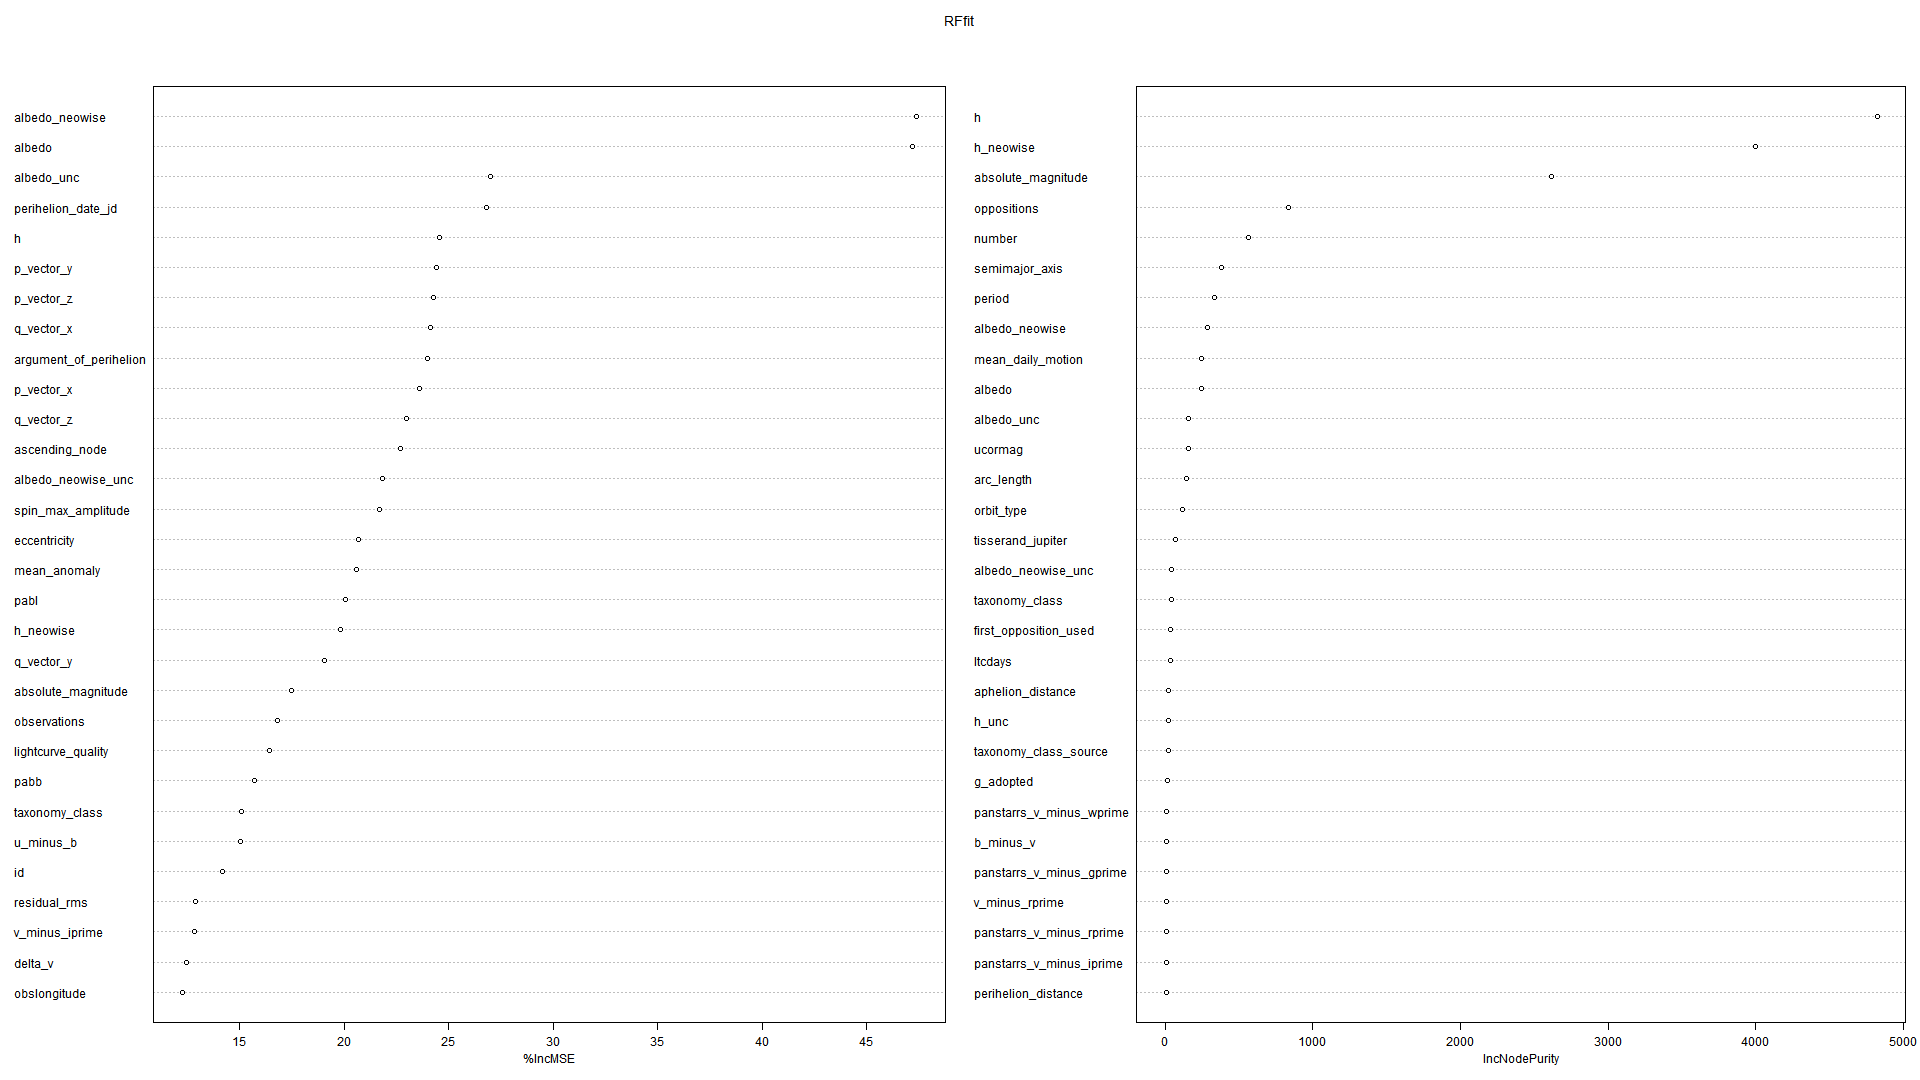 RFfit
albedo_neowise
albedo
albedo_unc
perihelion_date_jd
h
p_vector_y
p_vector_z
q_vector_x
argument_of_perihelion
p_vector_x
q_vector_z
ascending_node
albedo_neowise_unc
spin_max_amplitude
eccentricity
mean_anomaly
pabl
h_neowise
q_vector_y
absolute_magnitude
observations
lightcurve_quality
pabb
taxonomy_class
u_minus_b
id
residual_rms
v_minus_iprime
delta_v
obslongitude
15 20 25 30 35 40 45
%IncMSE
h
h_neowise
absolute_magnitude
oppositions
number
semimajor_axis
period
albedo_neowise
mean_daily_motion
albedo
albedo_unc
ucormag
arc_length
orbit_type
tisserand_jupiter
albedo_neowise_unc
taxonomy_class
first_opposition_used
ltcdays
aphelion_distance
h_unc
taxonomy_class_source
g_adopted
panstarrs_v_minus_wprime
b_minus_v
panstarrs_v_minus_gprime
v_minus_rprime
panstarrs_v_minus_rprime
panstarrs_v_minus_iprime
perihelion_distance
0 1000 2000 3000 4000 5000
IncNodePurity